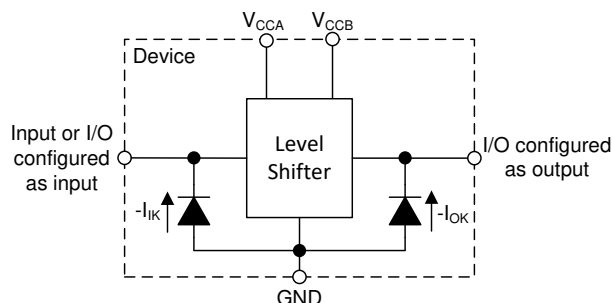 VCCA VCCB
Device
Input or I/O
configured
as input
Level
Shifter
I/O configured
as output
-IIK
-IOK
GND